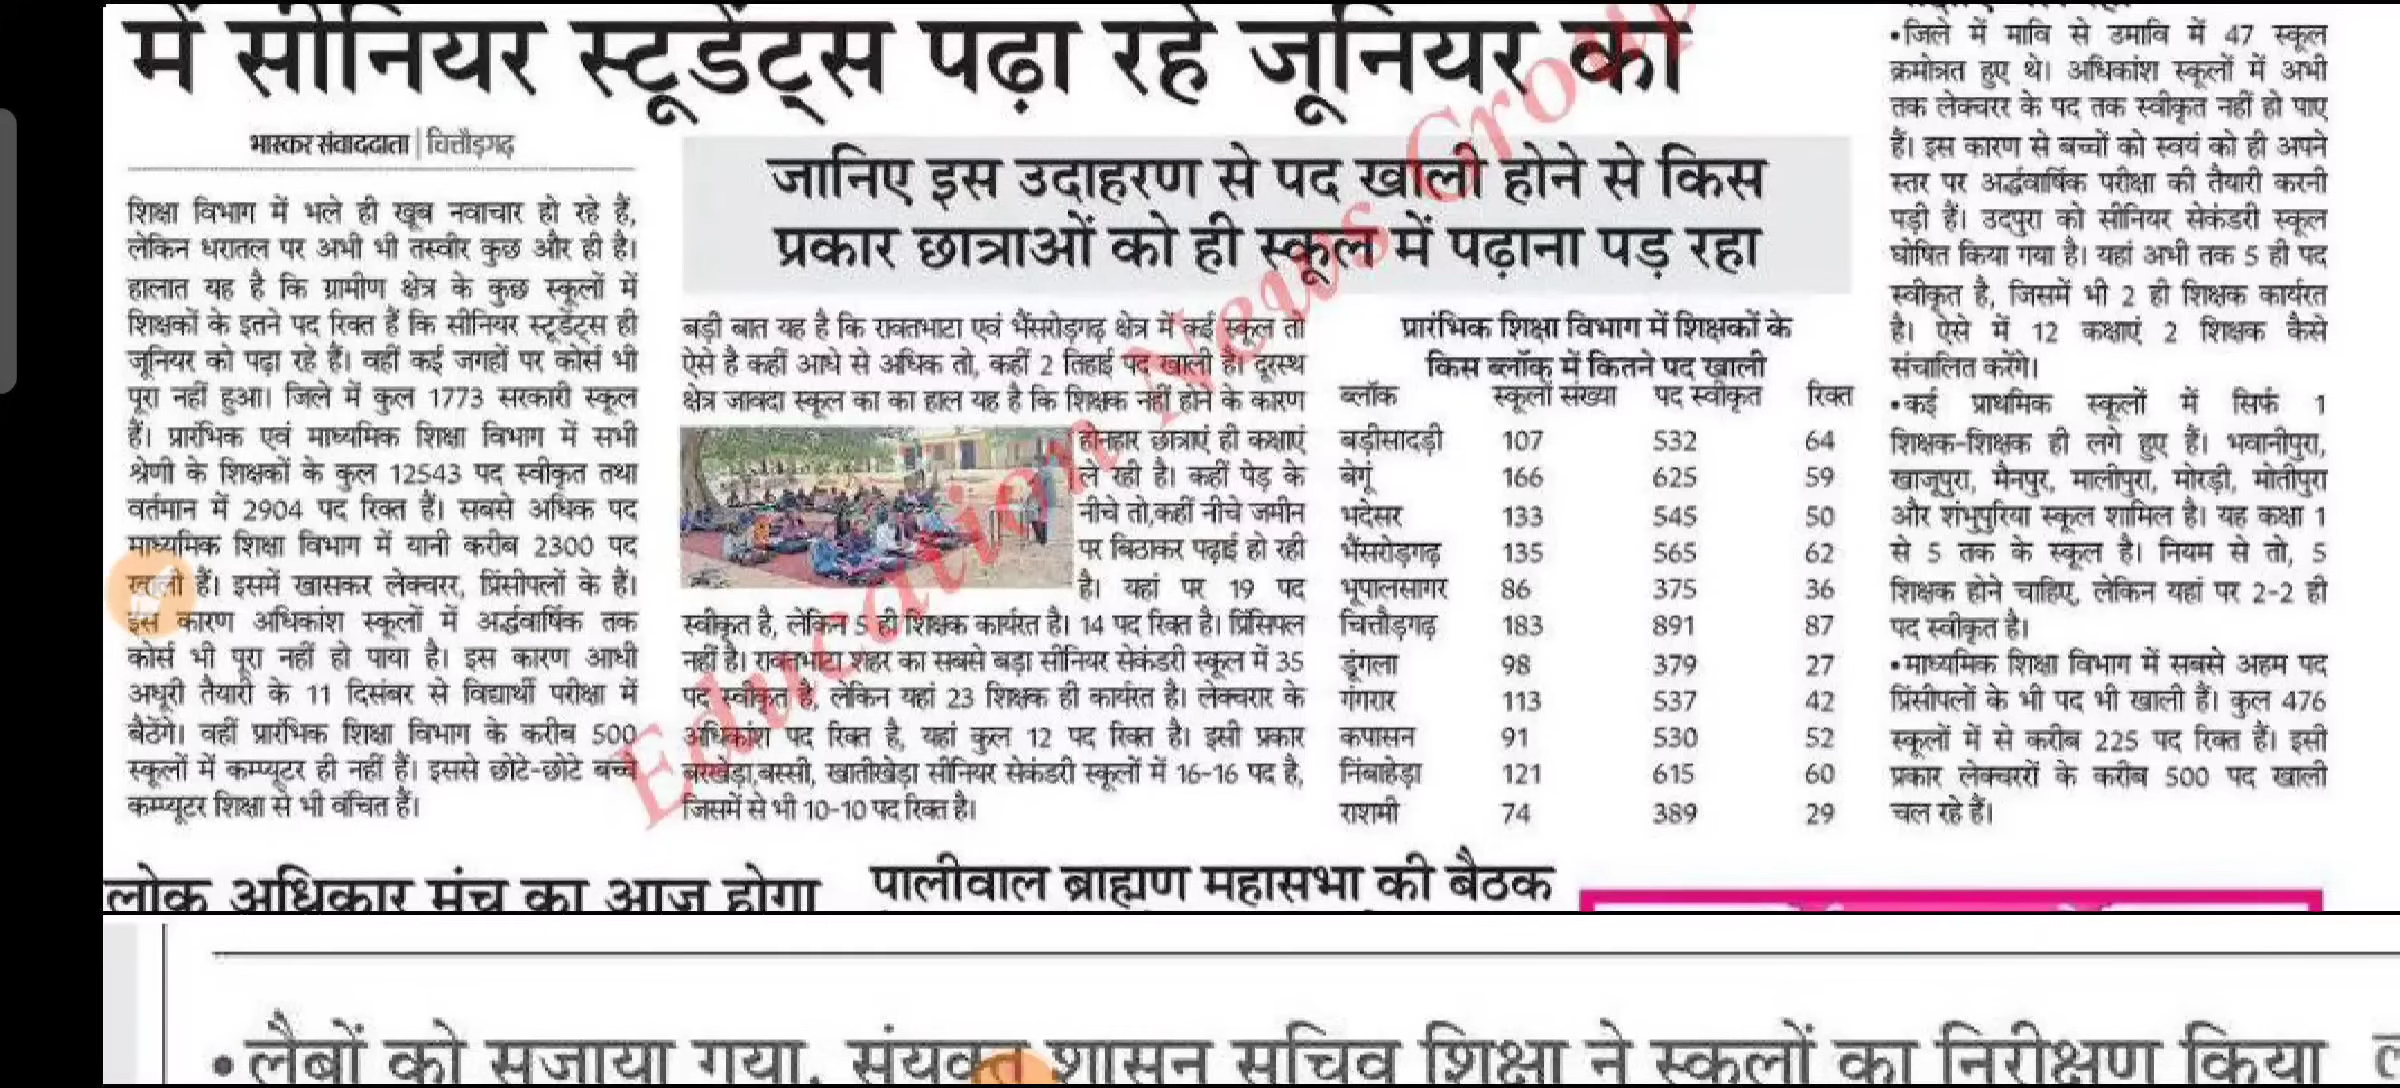 में सीनियर स्टूडेंट्स पढ़ा रहे जूनियर को
भास्कर संवाददाता | चित्तौड़गढ़
शिक्षा विभाग में भले ही खूब नवाचार हो रहे हैं,
लेकिन धरातल पर अभी भी तस्वीर कुछ और ही है।
हालात यह है कि ग्रामीण क्षेत्र के कुछ स्कूलों में
शिक्षकों के इतने पद रिक्त हैं कि सीनियर स्टूडेंट्स ही
जूनियर को पढ़ा रहे हैं। वहीं कई जगहों पर कोर्स भी
पूरा नहीं हुआ। जिले में कुल 1773 सरकारी स्कूल
हैं। प्रारंभिक एवं माध्यमिक शिक्षा विभाग में सभी
श्रेणी के शिक्षकों के कुल 12543 पद स्वीकृत तथा
वर्तमान में 2904 पद रिक्त हैं। सबसे अधिक पद
माध्यमिक शिक्षा विभाग में यानी करीब 2300 पद
खाली हैं। इसमें खासकर लेक्चरर, प्रिंसीपलों के हैं।
इस कारण अधिकांश स्कूलों में अर्द्धवार्षिक तक
कोर्स भी पूरा नहीं हो पाया है। इस कारण आधी
अधूरी तैयारी के 11 दिसंबर से विद्यार्थी परीक्षा में
बैठेंगे। वहीं प्रारंभिक शिक्षा विभाग के करीब 500
स्कूलों में कम्प्यूटर ही नहीं हैं। इससे छोटे-छोटे बच्चे
कम्प्यूटर शिक्षा से भी वंचित हैं।
जानिए इस उदाहरण से पद खाली होने से किस
प्रकार छात्राओं को ही स्कूल में पढ़ाना पड़ रहा
बड़ी बात यह है कि रावतभाटा एवं भैंसरोड़गढ़ क्षेत्र में कई स्कूल तो
ऐसे है कहीं आधे से अधिक तो, कहीं 2 तिहाई पद खाली हैं। दूरस्थ
क्षेत्र जावदा स्कूल का का हाल यह है कि शिक्षक नहीं होने के कारण
होनहार छात्राएं ही कक्षाएं
ले रही है। कहीं पेड़ के
नीचे तो,कहीं नीचे जमीन
पर बिठाकर पढ़ाई हो रही
है। यहां पर 19 पद
स्वीकृत है, लेकिन 5 ही शिक्षक कार्यरत है। 14 पद रिक्त है। प्रिंसिपल
नहीं है। रावतभाटा शहर का सबसे बड़ा सीनियर सेकंडरी स्कूल में 35
पद स्वीकृत है, लेकिन यहां 23 शिक्षक ही कार्यरत है। लेक्चरार के
अधिकांश पद रिक्त है, यहां कुल 12 पद रिक्त है। इसी प्रकार
बरखेड़ा,बस्सी, खातीखेड़ा सीनियर सेकंडरी स्कूलों में 16-16 पद है,
जिसमें से भी 10-10 पद रिक्त है।
प्रारंभिक शिक्षा विभाग में शिक्षकों के
किस ब्लॉक में कितने पद खाली
ब्लॉक स्कूलों संख्या पद स्वीकृत रिक्त
बड़ीसादड़ी 107 532 64
बेगूं 166 625 59
भदेसर 133 545 50
भैंसरोड़गढ़ 135 565 62
भूपालसागर 86 375 36
चित्तौड़गढ़ 183 891 87
डूंगला 98 379 27
गंगरार 113 537 42
कपासन 91 530 52
निंबाहेड़ा 121 615 60
राशमी 74 389 29
•जिले में मावि से उमावि में 47 स्कूल
क्रमोन्नत हुए थे। अधिकांश स्कूलों में अभी
तक लेक्चरर के पद तक स्वीकृत नहीं हो पाए
हैं। इस कारण से बच्चों को स्वयं को ही अपने
स्तर पर अर्द्धवार्षिक परीक्षा की तैयारी करनी
पड़ी हैं। उदपुरा को सीनियर सेकंडरी स्कूल
घोषित किया गया है। यहां अभी तक 5 ही पद
स्वीकृत है, जिसमें भी 2 ही शिक्षक कार्यरत
है। ऐसे में 12 कक्षाएं 2 शिक्षक कैसे
संचालित करेंगे।
•कई प्राथमिक स्कूलों में सिर्फ 1
शिक्षक-शिक्षक ही लगे हुए हैं। भवानीपुरा,
खाजूपुरा, मैनपुर, मालीपुरा, मोरड़ी, मोतीपुरा
और शंभुपुरिया स्कूल शामिल है। यह कक्षा 1
से 5 तक के स्कूल है। नियम से तो, 5
शिक्षक होने चाहिए, लेकिन यहां पर 2-2 ही
पद स्वीकृत है।
•माध्यमिक शिक्षा विभाग में सबसे अहम पद
प्रिंसीपलों के भी पद भी खाली हैं। कुल 476
स्कूलों में से करीब 225 पद रिक्त हैं। इसी
प्रकार लेक्चररों के करीब 500 पद खाली
चल रहे हैं।
Education News Group
लोक अधिकार मंच का आज होगा
पालीवाल ब्राह्मण महासभा की बैठक
•लैबों को सजाया गया, संयुक्त शासन सचिव शिक्षा ने स्कूलों का निरीक्षण किया